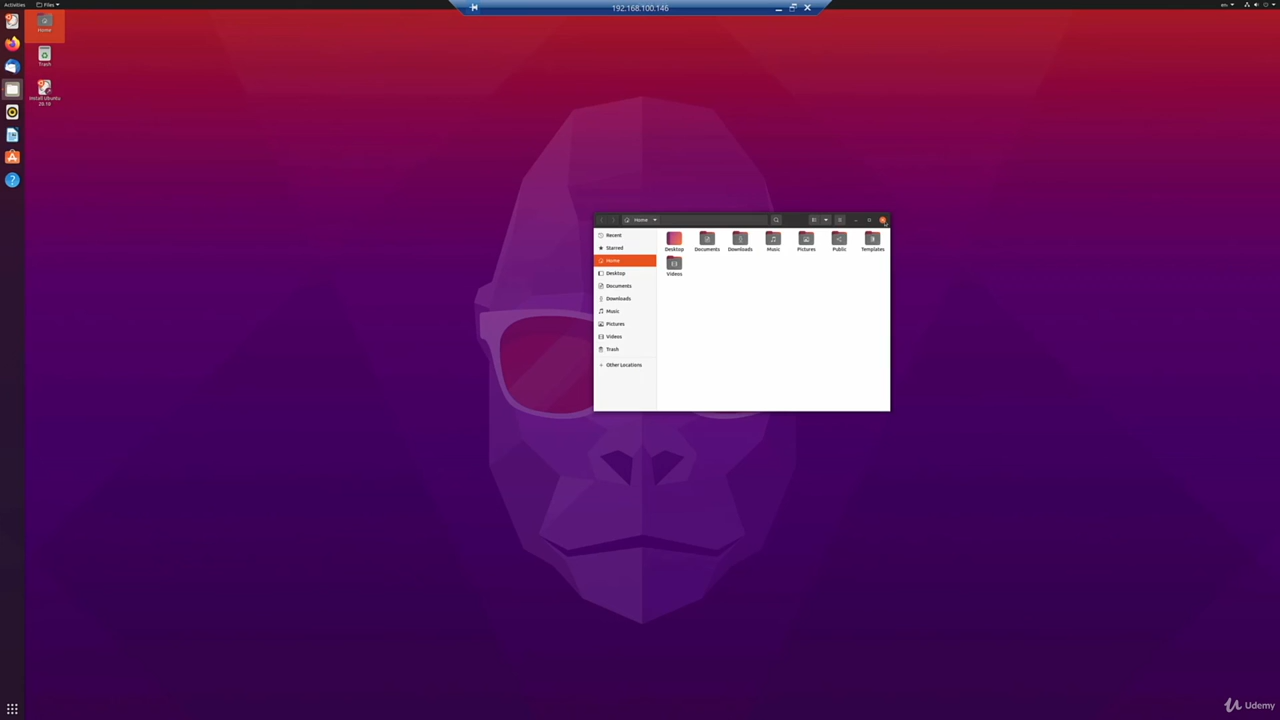 Activities
Files
192.168.100.146
en
Home
Trash
Install Ubuntu
20.10
Home
Recent
Starred
Home
Desktop
Documents
Downloads
Music
Pictures
Videos
Trash
Other Locations
Desktop
Documents
Downloads
Music
Pictures
Public
Templates
Videos
Udemy